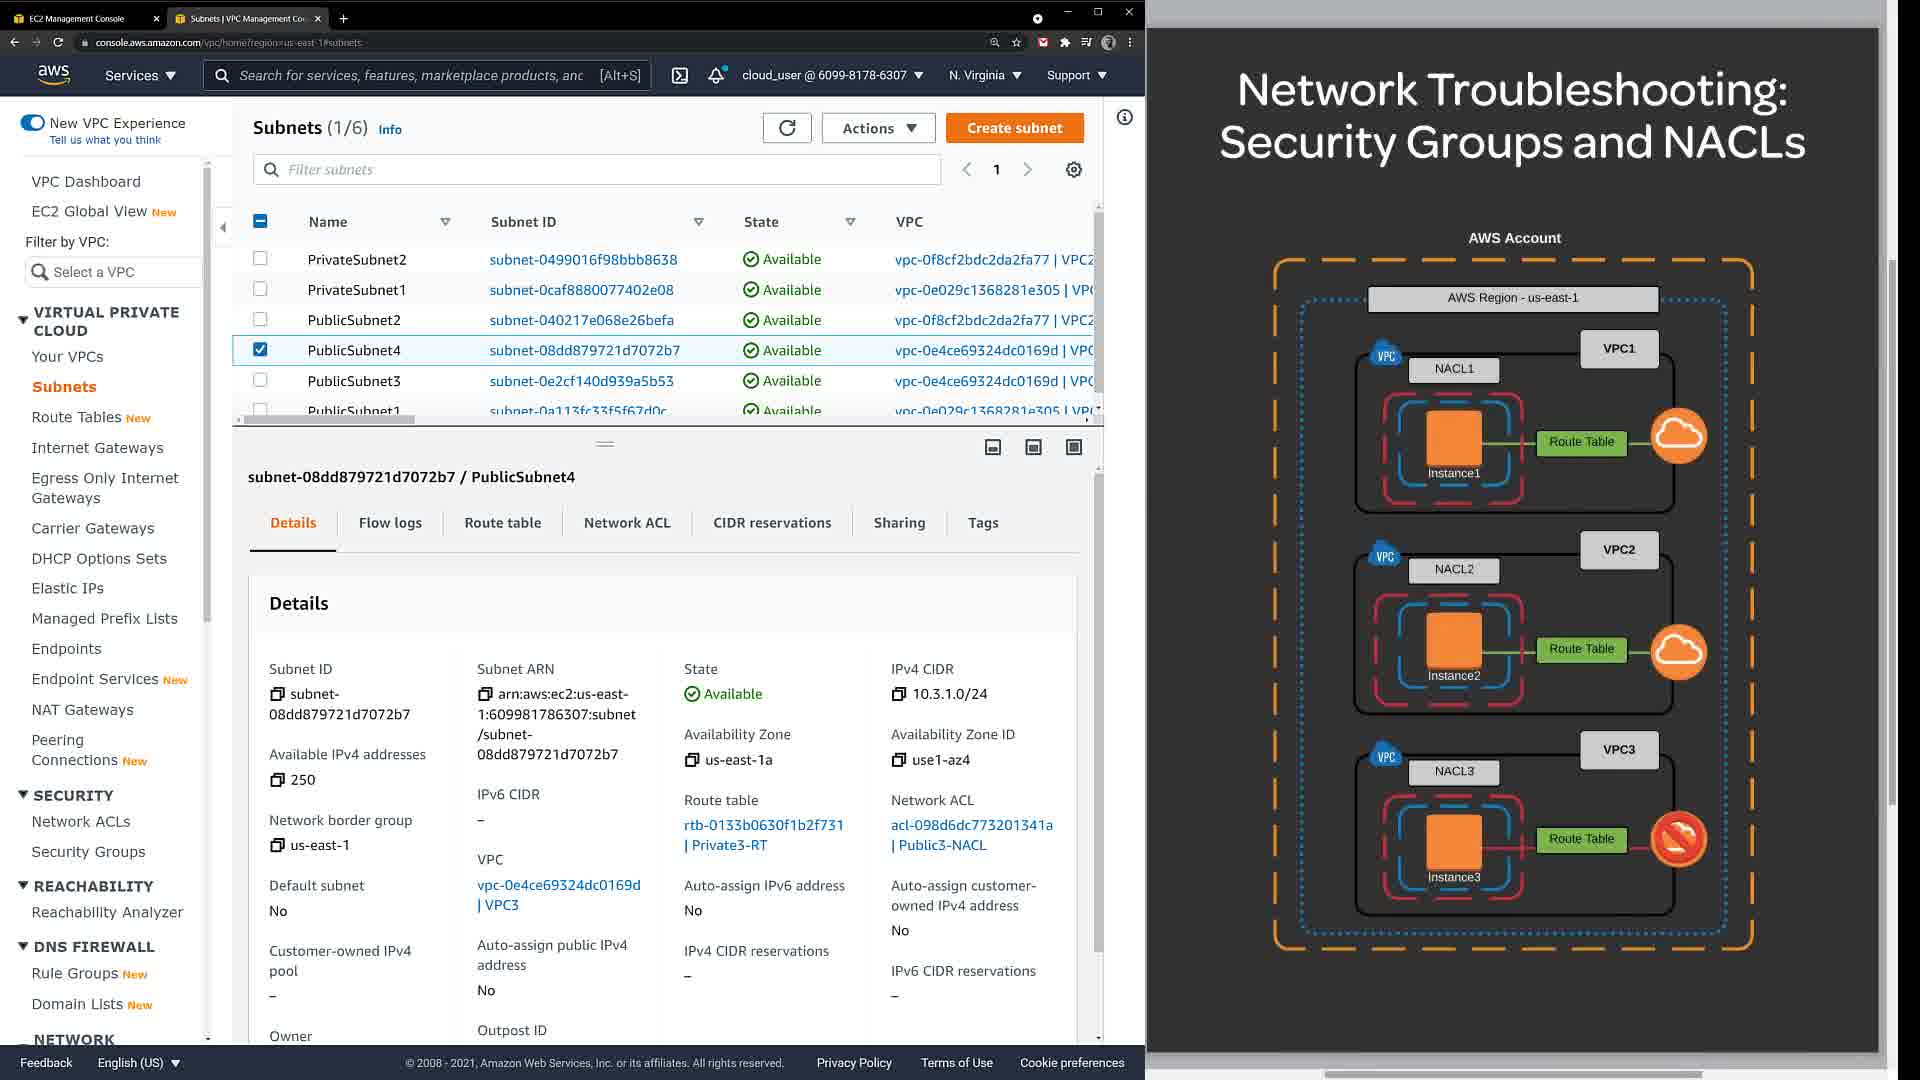 EC2 Management Console
Subnets | VPC Management Co
console.aws.amazon.com/vpc/home?region=us-east-1#subnets
aws
Services
Search for services, features, marketplace products, anc
[Alt+S]
cloud_user @ 6099-8178-6307
N. Virginia
Support
New VPC Experience
Tell us what you think
VPC Dashboard
EC2 Global View New
Filter by VPC:
Select a VPC
VIRTUAL PRIVATE
CLOUD
Your VPCs
Subnets
Route Tables New
Internet Gateways
Egress Only Internet
Gateways
Carrier Gateways
DHCP Options Sets
Elastic IPs
Managed Prefix Lists
Endpoints
Endpoint Services New
NAT Gateways
Peering
Connections New
SECURITY
Network ACLs
Security Groups
REACHABILITY
Reachability Analyzer
DNS FIREWALL
Rule Groups New
Domain Lists New
NETWORK
Subnets (1/6) Info
Actions
Create subnet
Filter subnets
1
Name
Subnet ID
State
VPC
PrivateSubnet2
subnet-0499016f98bbb8638
Available
vpc-0f8cf2bdc2da2fa77 | VPC2
PrivateSubnet1
subnet-0caf8880077402e08
Available
vpc-0e029c1368281e305 | VPC
PublicSubnet2
subnet-040217e068e26befa
Available
vpc-0f8cf2bdc2da2fa77 | VPC2
PublicSubnet4
subnet-08dd879721d7072b7
Available
vpc-0e4ce69324dc0169d | VPC
PublicSubnet3
subnet-0e2cf140d939a5b53
Available
vpc-0e4ce69324dc0169d | VPC
PublicSubnet1
subnet-0a113fc33f5f67d0c
Available
vpc-0e029c1368281e305 | VPC
subnet-08dd879721d7072b7 / PublicSubnet4
Details
Flow logs
Route table
Network ACL
CIDR reservations
Sharing
Tags
Details
Subnet ID
subnet-
08dd879721d7072b7
Available IPv4 addresses
250
Network border group
us-east-1
Default subnet
No
Customer-owned IPv4
pool
–
Owner
Subnet ARN
arn:aws:ec2:us-east-
1:609981786307:subnet
/subnet-
08dd879721d7072b7
IPv6 CIDR
–
VPC
vpc-0e4ce69324dc0169d
| VPC3
Auto-assign public IPv4
address
No
Outpost ID
State
Available
Availability Zone
us-east-1a
Route table
rtb-0133b0630f1b2f731
| Private3-RT
Auto-assign IPv6 address
No
IPv4 CIDR reservations
–
IPv4 CIDR
10.3.1.0/24
Availability Zone ID
use1-az4
Network ACL
acl-098d6dc773201341a
| Public3-NACL
Auto-assign customer-
owned IPv4 address
No
IPv6 CIDR reservations
–
Feedback
English (US)
© 2008 - 2021, Amazon Web Services, Inc. or its affiliates. All rights reserved.
Privacy Policy
Terms of Use
Cookie preferences
Network Troubleshooting:
Security Groups and NACLs
AWS Account
AWS Region - us-east-1
VPC
NACL1
VPC1
Instance1
Route Table
VPC
NACL2
VPC2
Instance2
Route Table
VPC
NACL3
VPC3
Instance3
Route Table